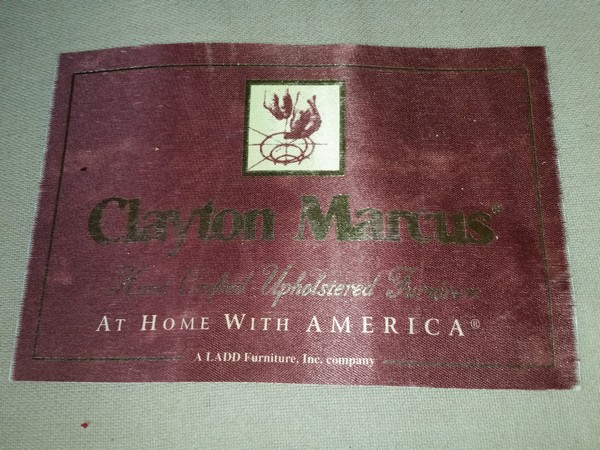 Clayton Marcus®
Hand Crafted Upholstered Furniture
AT HOME WITH AMERICA®
A LADD Furniture, Inc. company